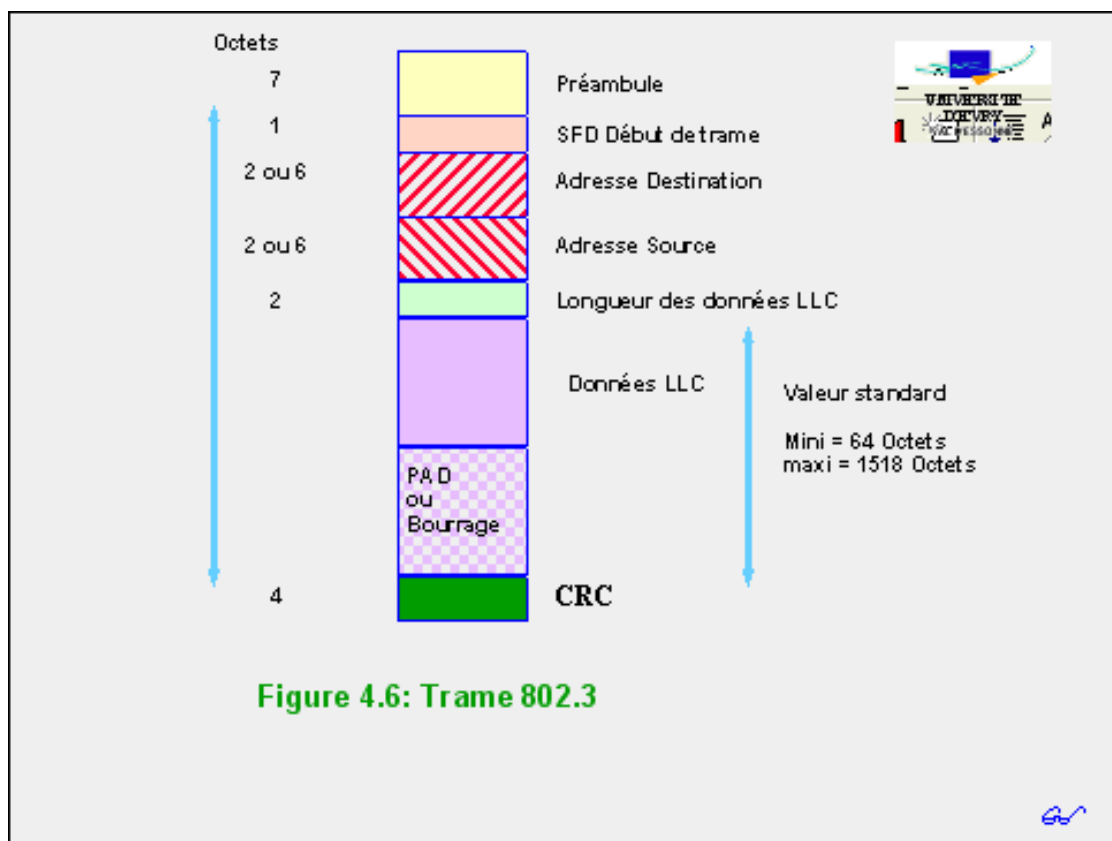 Octets
7
Préambule
1
SFD Début de trame
2 ou 6
Adresse Destination
2 ou 6
Adresse Source
2
Longueur des données LLC
Données LLC
Valeur standard
Mini = 64 Octets
maxi = 1518 Octets
PAD
ou
Bourrage
4
CRC
UNIVERSITE
D'EVRY
A
Figure 4.6: Trame 802.3